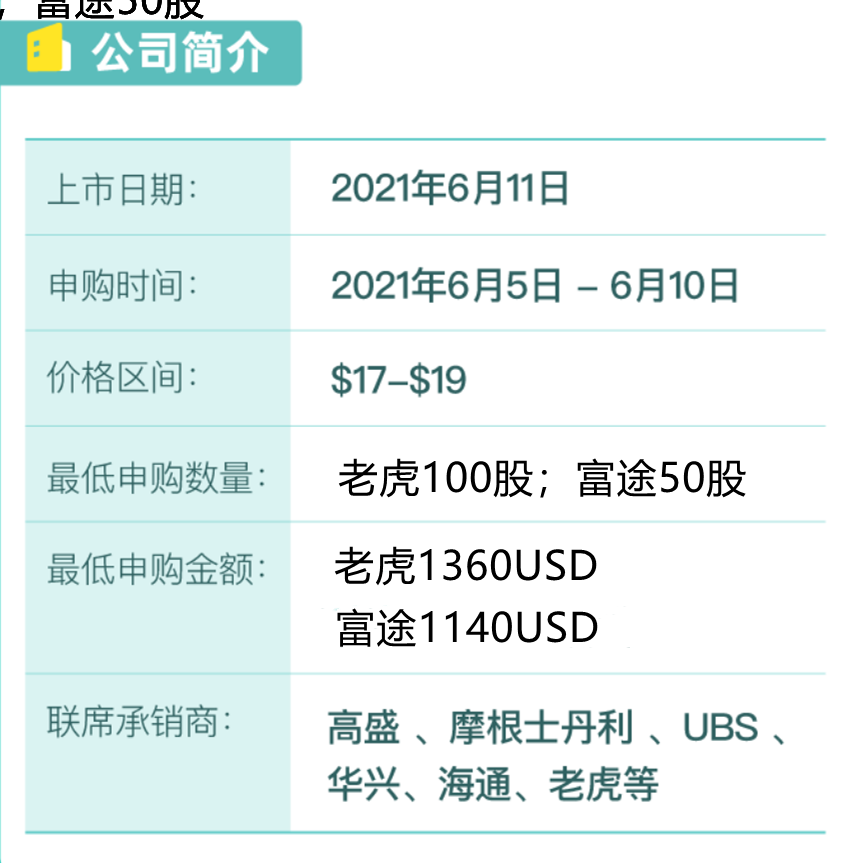 ；富途50股
公司简介
上市日期：
2021年6月11日
申购时间：
2021年6月5日 – 6月10日
价格区间：
$17–$19
最低申购数量：
老虎100股；富途50股
最低申购金额：
老虎1360USD
富途1140USD
联席承销商：
高盛 、摩根士丹利 、UBS 、
华兴、海通、老虎等